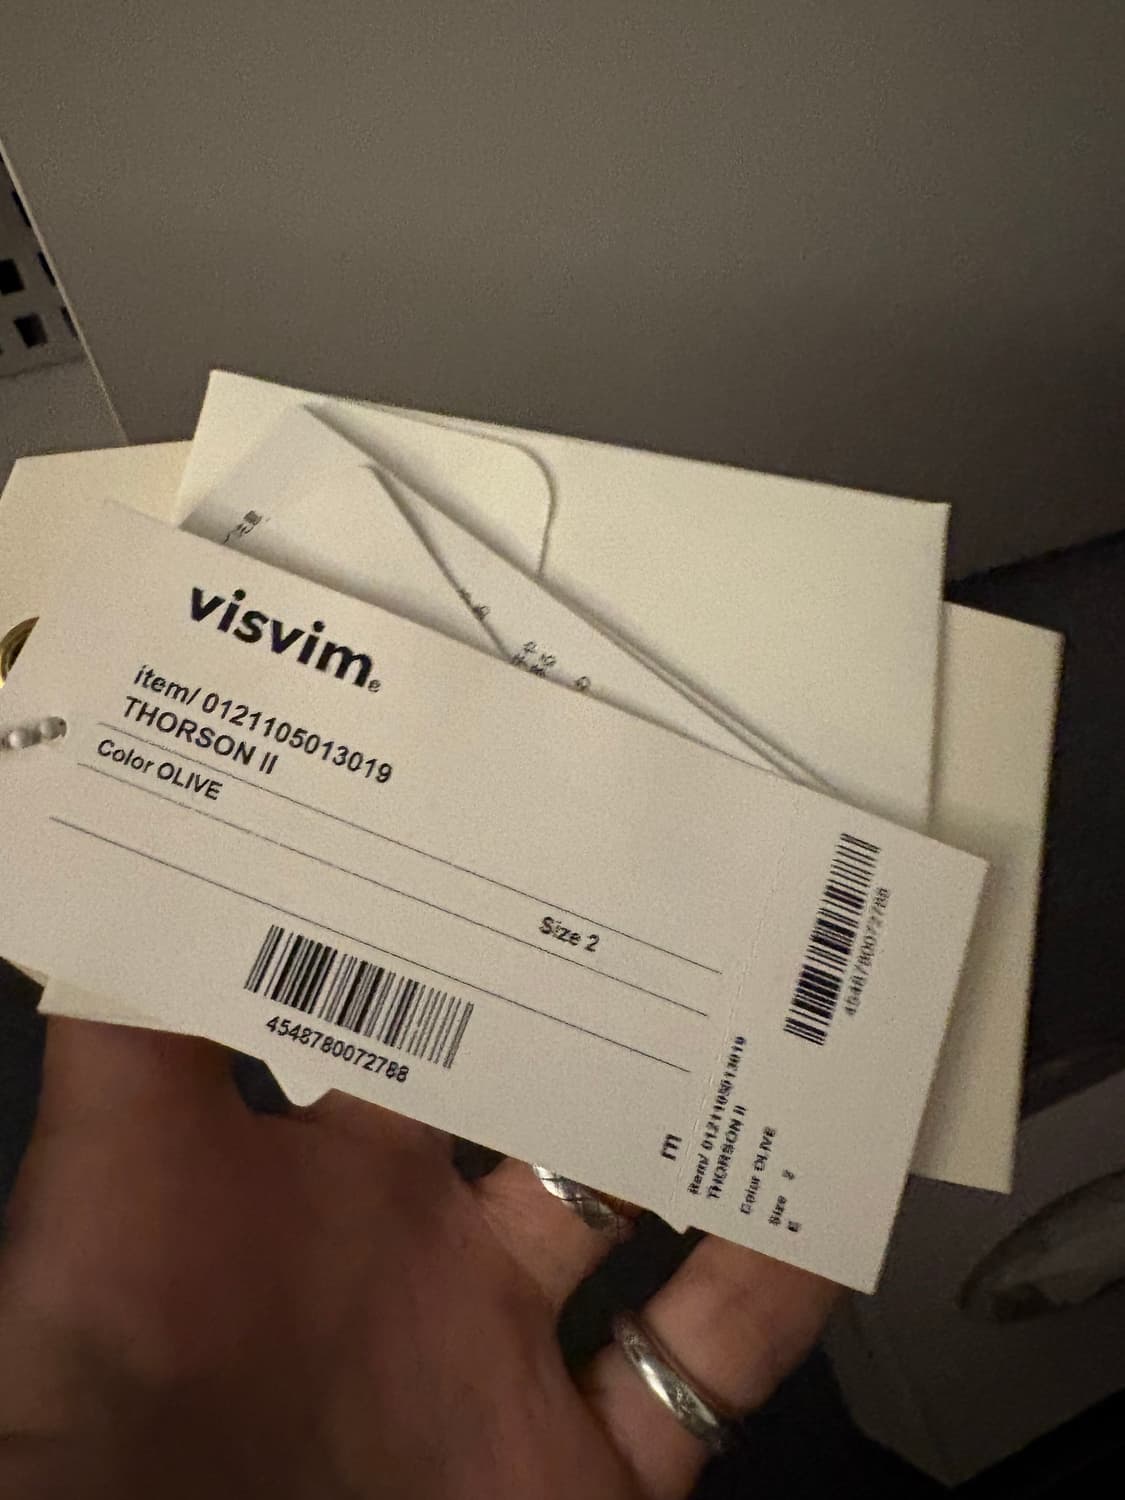 visvim®
item/ 0121105013019
THORSON II
Color OLIVE
Size 2
4548780072788
E
4548780072788
item/ 0121105013019
THORSON II
Color OLIVE
Size 2
E